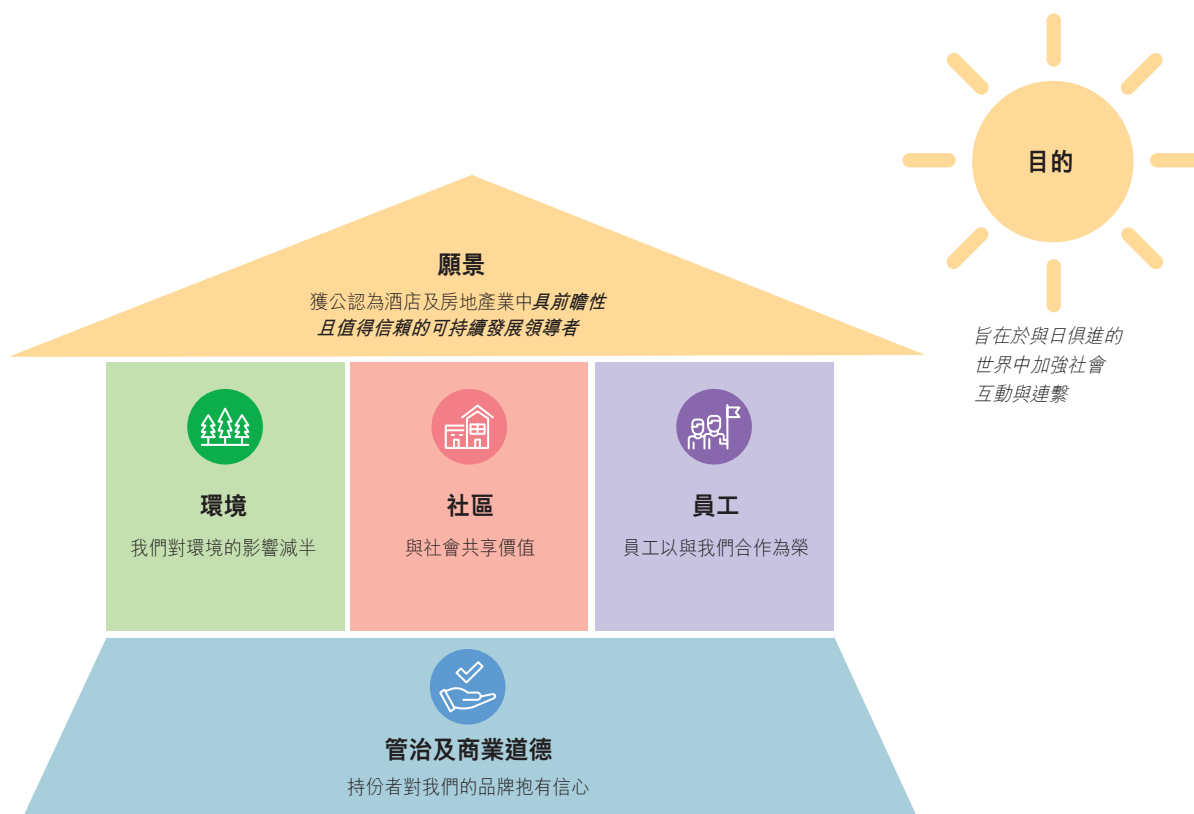 目的
旨在於與日俱進的
世界中加強社會
互動與連繫
願景
獲公認為酒店及房地產業中具前瞻性
且值得信賴的可持續發展領導者
環境
我們對環境的影響減半
社區
與社會共享價值
員工
員工以與我們合作為榮
管治及商業道德
持份者對我們的品牌抱有信心